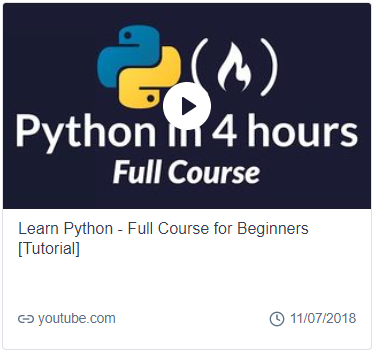 Python in 4 hours
Full Course
Learn Python - Full Course for Beginners
[Tutorial]
youtube.com
11/07/2018